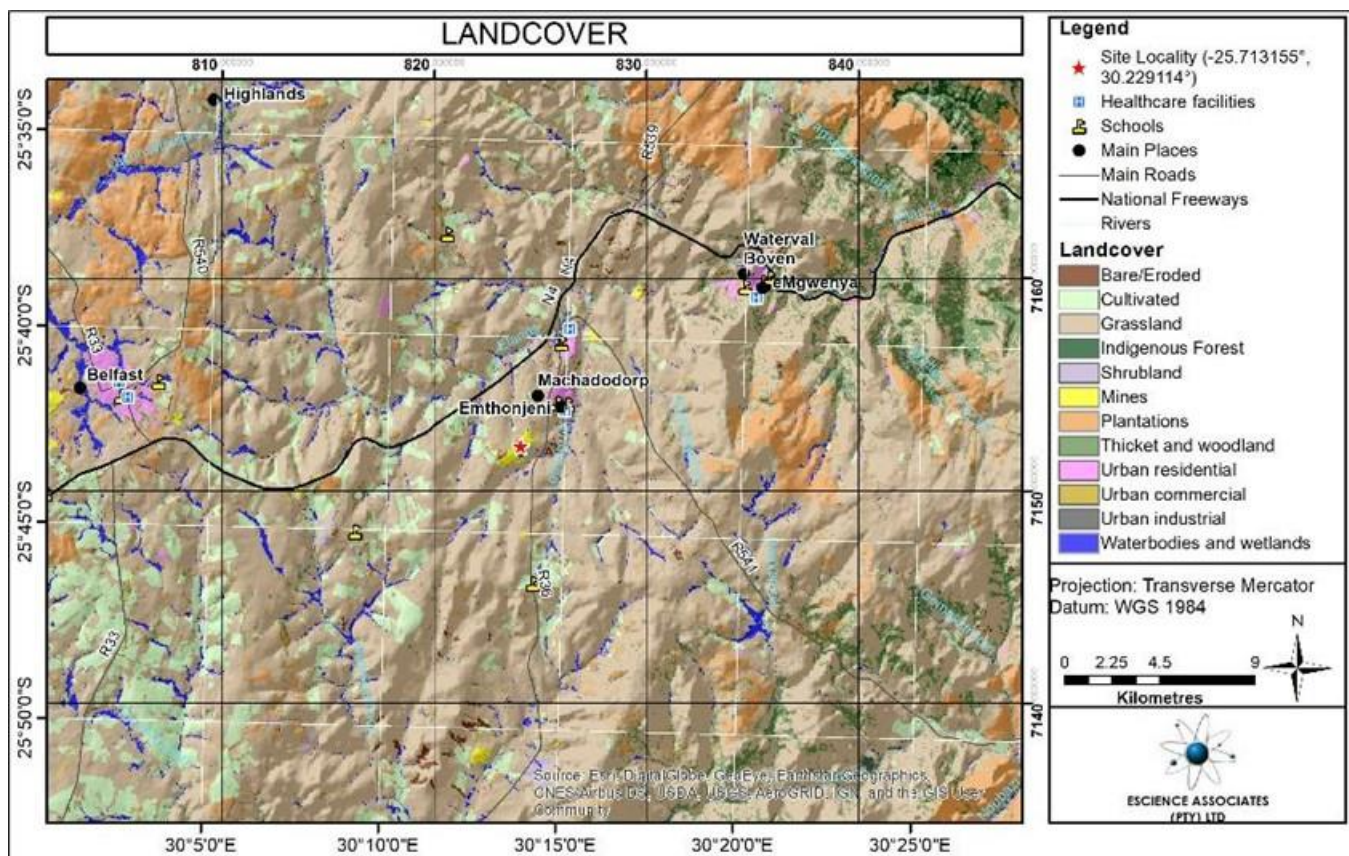 LANDCOVER
810
820
830
840
25°35'0"S
25°40'0"S
25°45'0"S
25°50'0"S
Highlands
R539
R540
Waterval
Boven
eMgwenya
N4
N4
R33
Belfast
Machadodorp
Emthonjeni
R541
R36
R33
7160
7150
7140
Source: Esri, DigitalGlobe, GeoEye, Earthstar Geographics,
CNES/Airbus DS, USDA, USGS, AeroGRID, IGN, and the GIS User
Community
30°5'0"E
30°10'0"E
30°15'0"E
30°20'0"E
30°25'0"E
Legend
Site Locality (-25.713155°,
30.229114°)
H
Healthcare facilities
Schools
Main Places
Main Roads
National Freeways
Rivers
Landcover
Bare/Eroded
Cultivated
Grassland
Indigenous Forest
Shrubland
Mines
Plantations
Thicket and woodland
Urban residential
Urban commercial
Urban industrial
Waterbodies and wetlands
Projection: Transverse Mercator
Datum: WGS 1984
N
0 2.25 4.5 9
Kilometres
ESCIENCE ASSOCIATES
(PTY) LTD